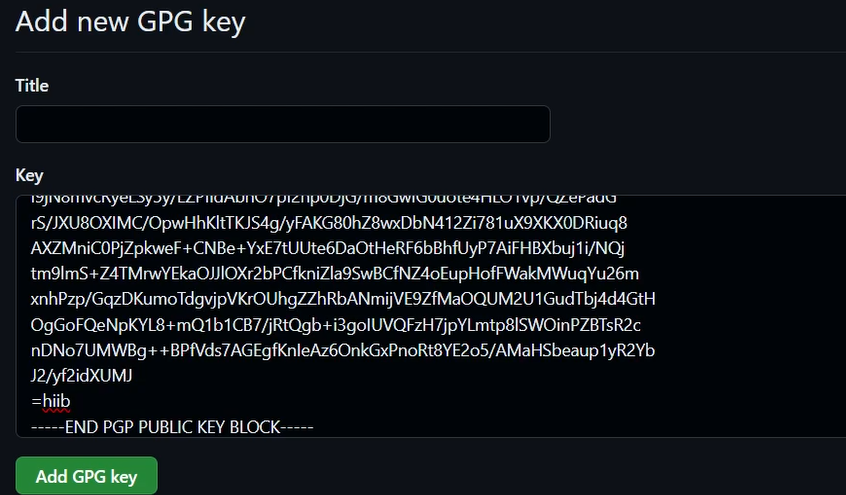 Add new GPG key
Title
Key
rS/JXU8OXIMC/OpwHhKltTKJS4g/yFAKG80hZ8wxDbN412Zi781uX9XKX0DRiuq8
AXZMniC0PjZpkweF+CNBe+YxE7tUUte6DaOtHeRF6bBhfUyP7AiFHBXbuj1i/NQj
tm9lmS+Z4TMrwYEkaOJJlOXr2bPCfkniZla9SwBCfNZ4oEupHofFWakMWuqYu26m
xnhPzp/GqzDKumoTdgvjpVKrOUhgZZhRbANmijVE9ZfMaOQUM2U1GudTbj4d4GtH
OgGoFQeNpKYL8+mQ1b1CB7/jRtQgb+i3goIUVQFzH7jpYLmtp8lSWOinPZBTsR2c
nDNo7UMWBg++BPfVds7AGEgfKnIeAz6OnkGxPnoRt8YE2o5/AMaHSbeaup1yR2Yb
J2/yf2idXUMJ
=hiib
-----END PGP PUBLIC KEY BLOCK-----
Add GPG key